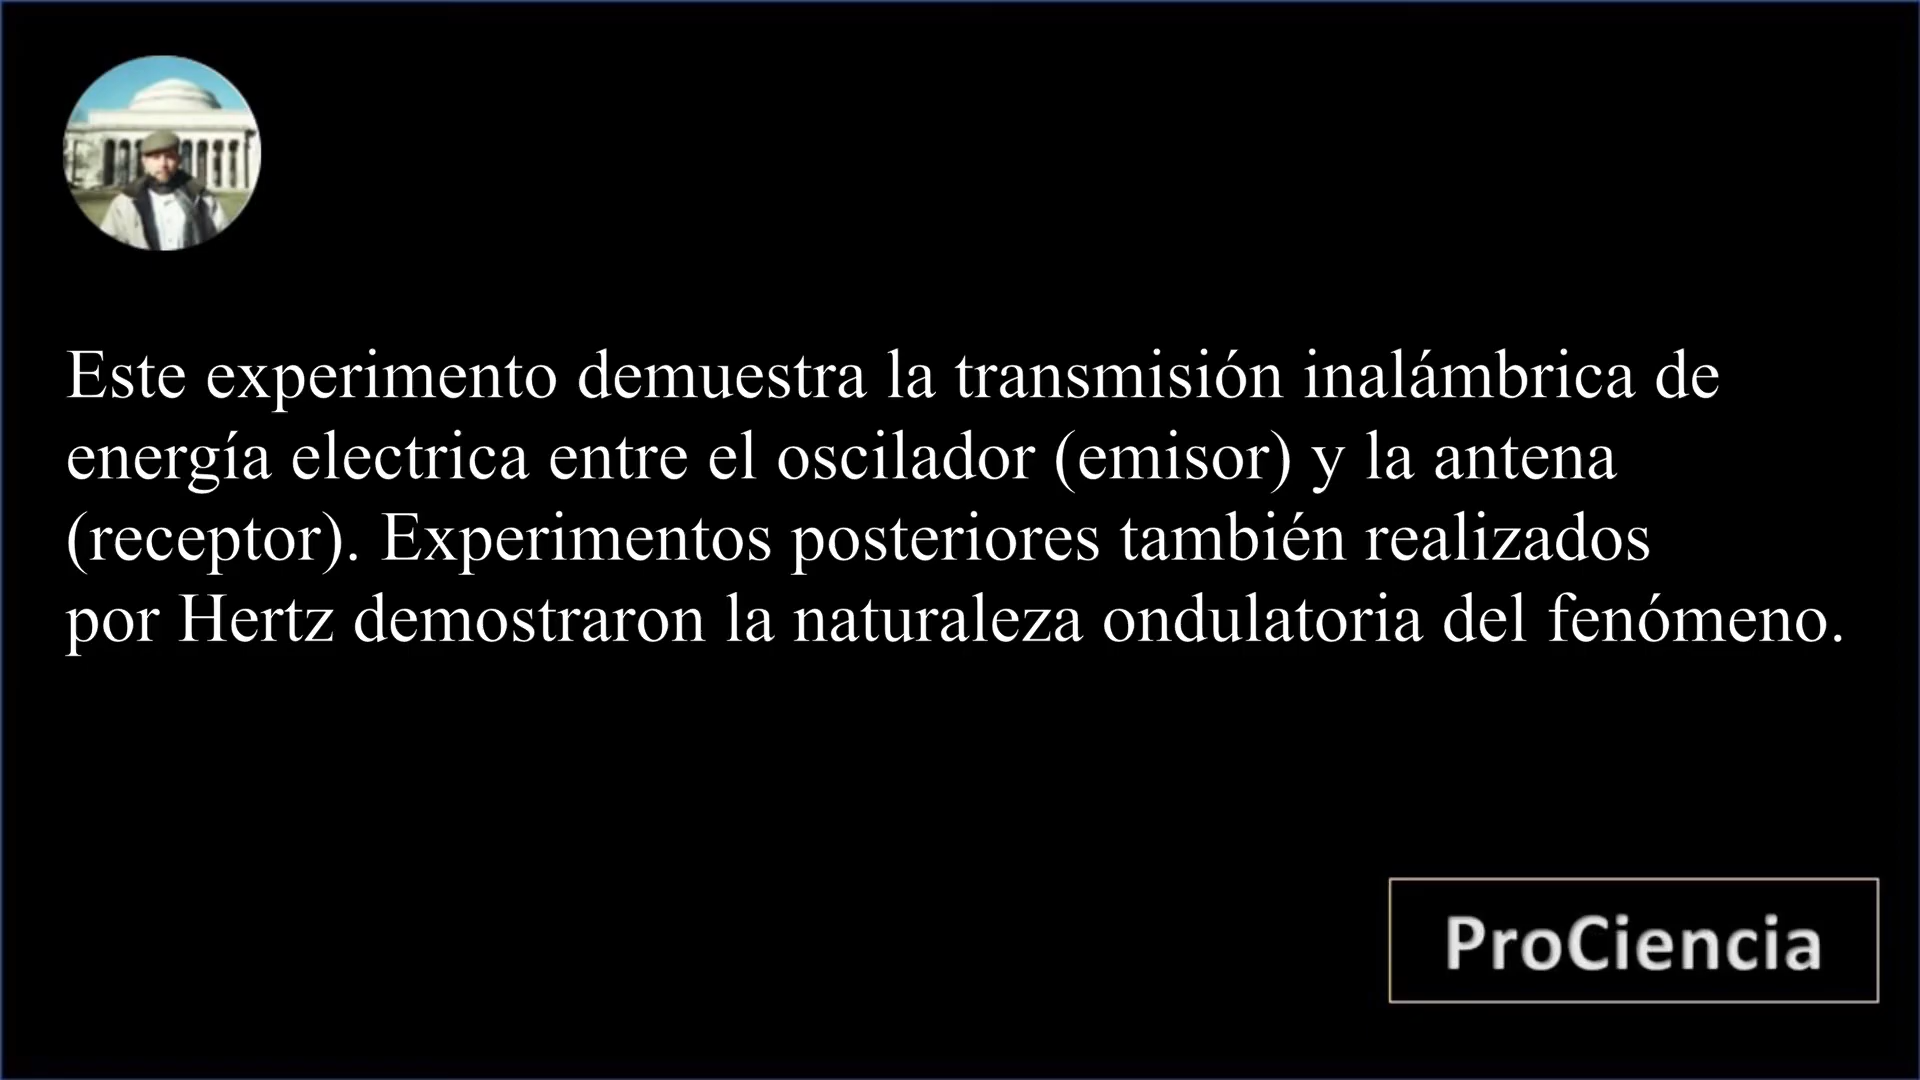 Este experimento demuestra la transmisión inalámbrica de
energía electrica entre el oscilador (emisor) y la antena
(receptor). Experimentos posteriores también realizados
por Hertz demostraron la naturaleza ondulatoria del fenómeno.
ProCiencia